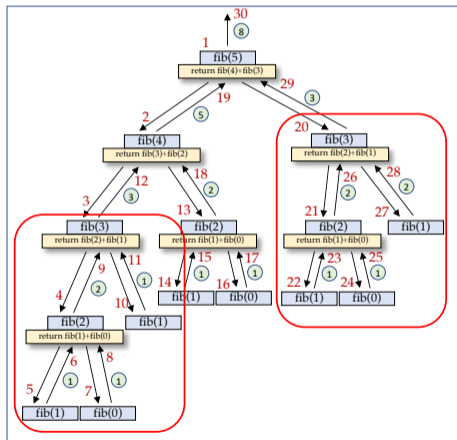 30
1 8
fib(5)
return fib(4)+fib(3)
2 19 5 20 29 3
fib(4)
return fib(3)+fib(2)
fib(3)
return fib(2)+fib(1)
3 12 3 13 18 2 21 26 2 27 28 2
fib(3)
return fib(2)+fib(1)
fib(2)
return fib(1)+fib(0)
fib(2)
return fib(1)+fib(0)
fib(1)
4 9 2 10 11 1 14 15 1 16 17 1 22 23 1 24 25 1
fib(2)
return fib(1)+fib(0)
fib(1)
fib(1)
fib(0)
fib(1)
fib(0)
5 6 1 7 8 1
fib(1)
fib(0)